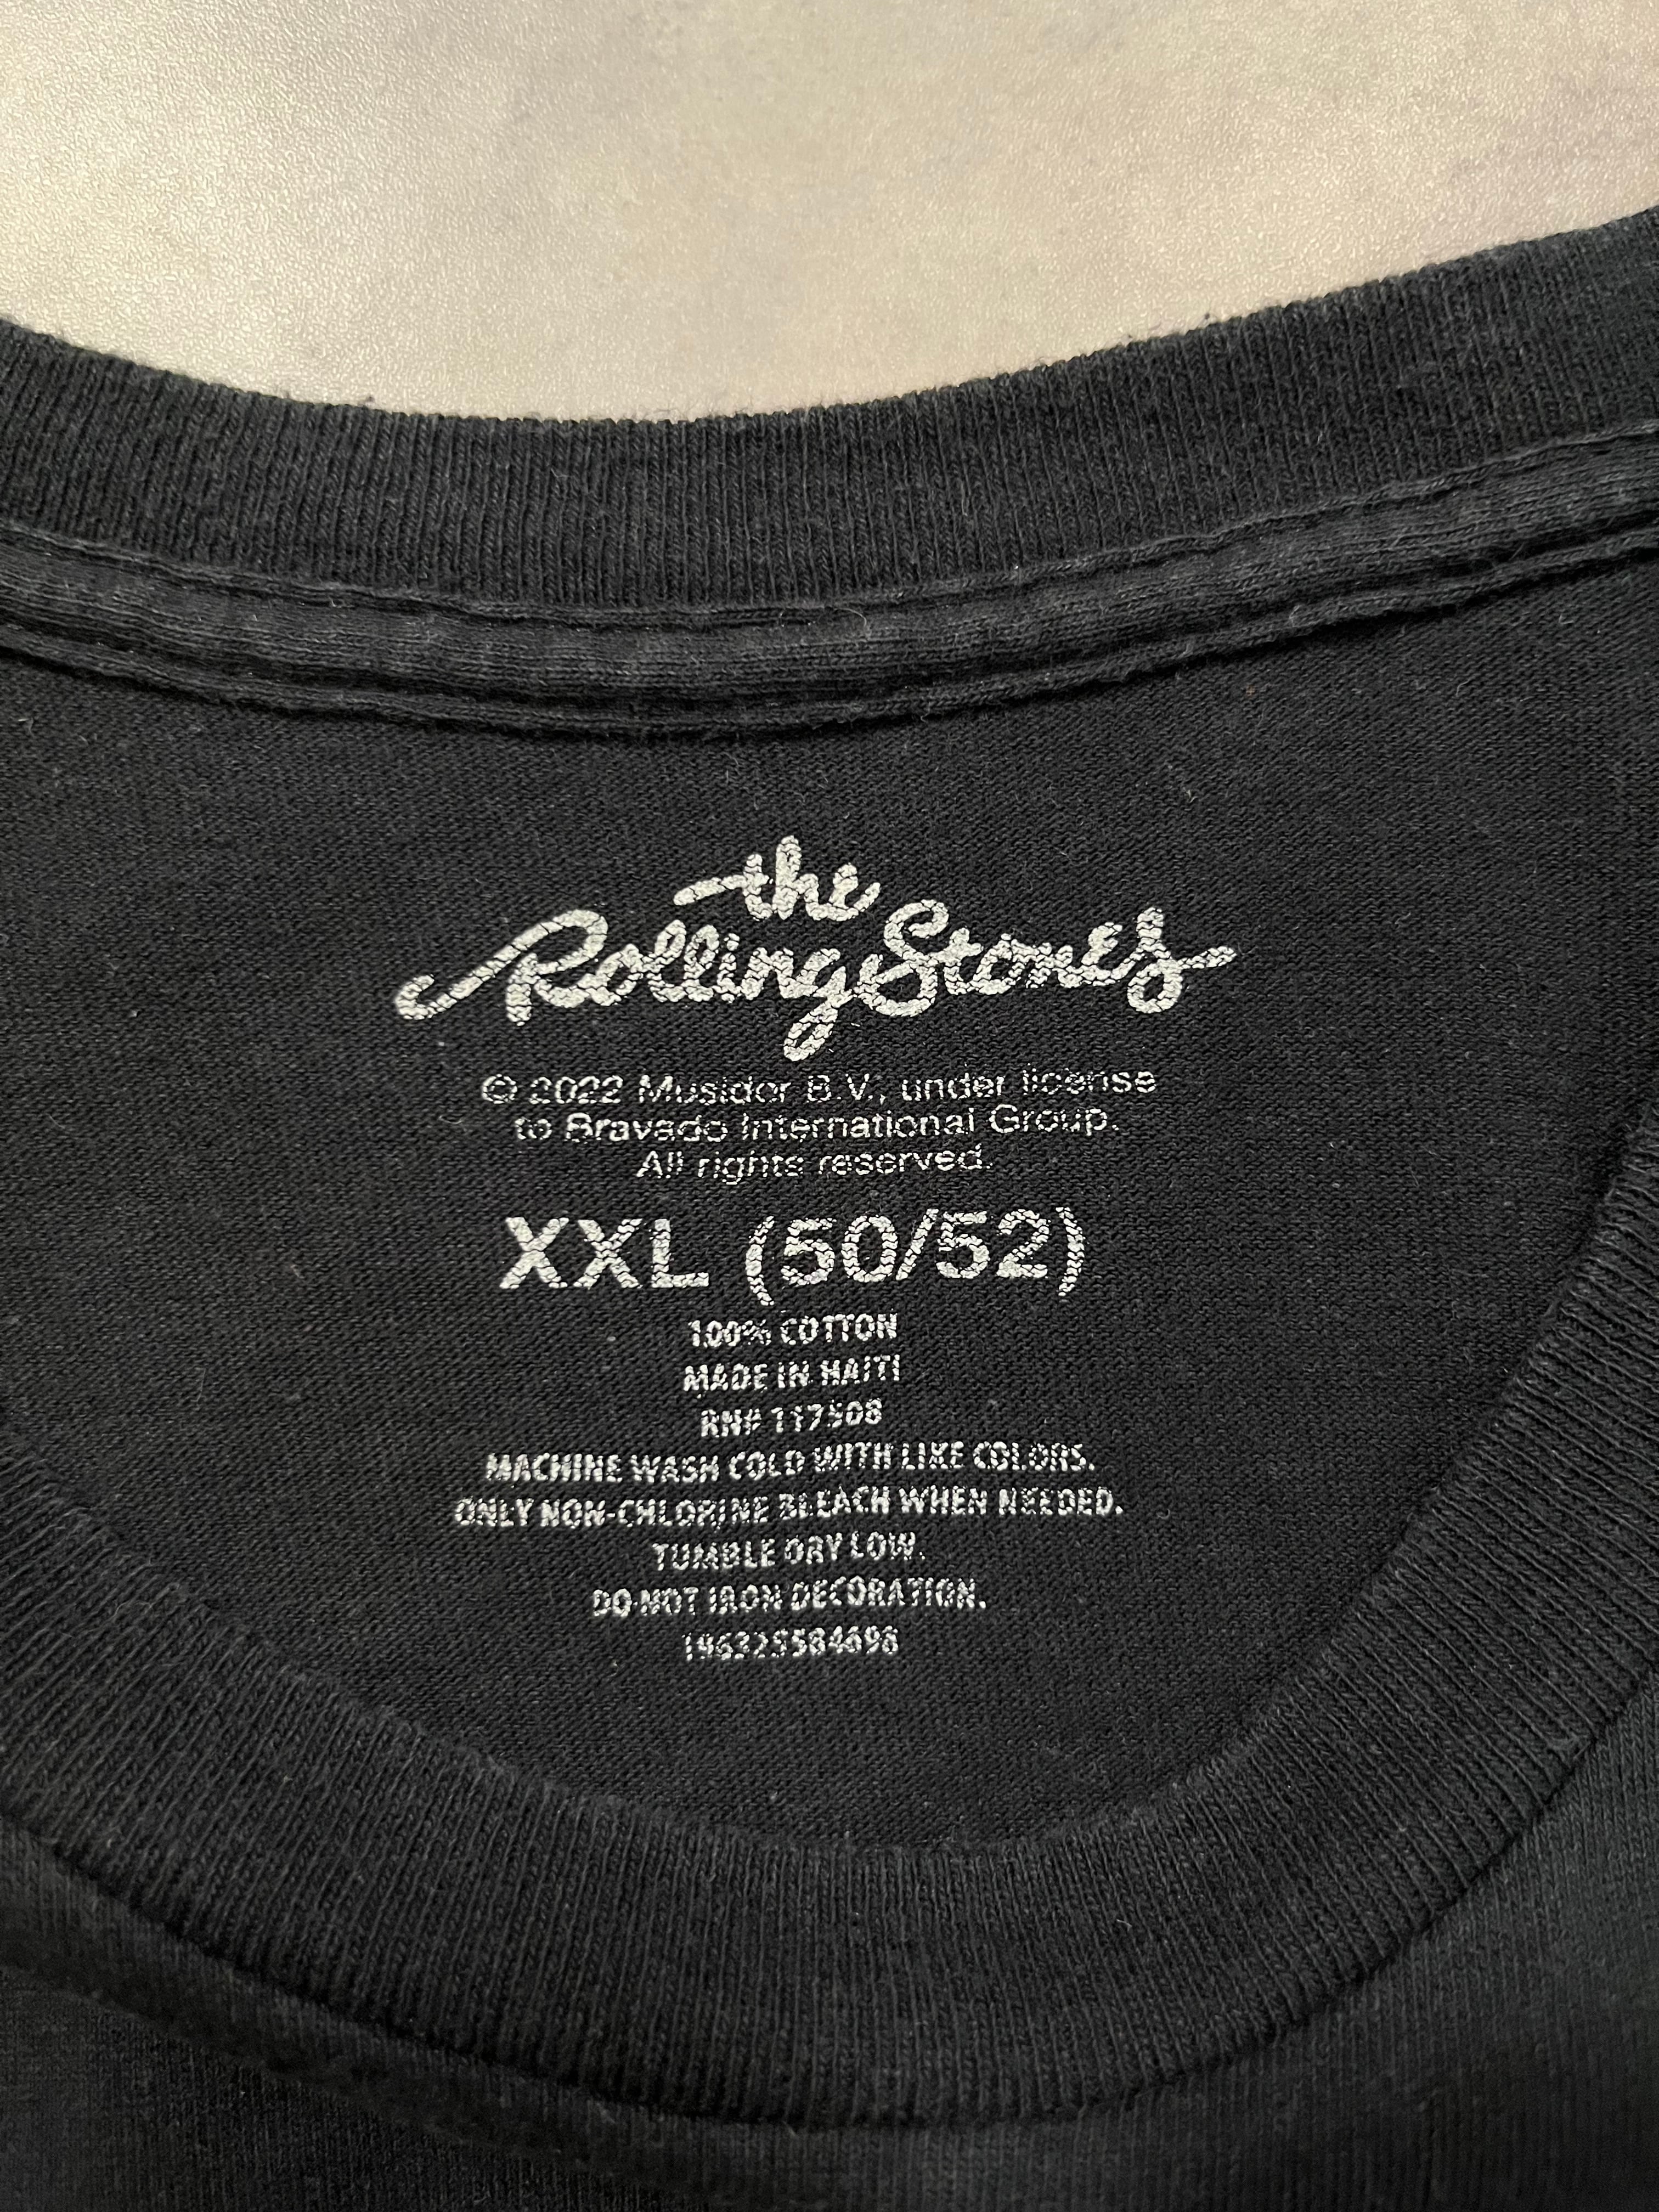 the
Rolling Stones
© 2022 Musidor B.V., under license
to Bravado International Group.
All rights reserved.
XXL (50/52)
100% COTTON
MADE IN HAITI
RN# 117508
MACHINE WASH COLD WITH LIKE COLORS.
ONLY NON-CHLORINE BLEACH WHEN NEEDED.
TUMBLE DRY LOW.
DO NOT IRON DECORATION.
196325584698